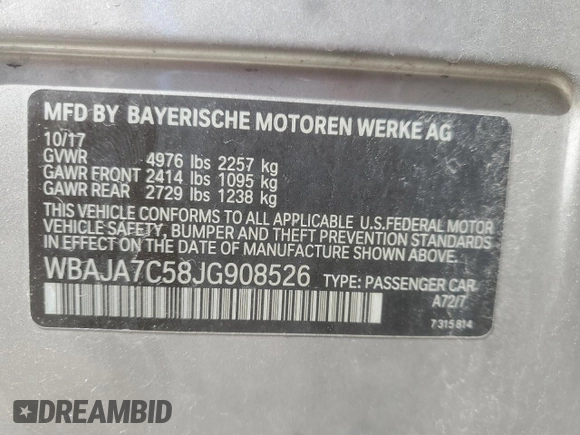 MFD BY BAYERISCHE MOTOREN WERKE AG
10/17
GVWR 4976 lbs 2257 kg
GAWR FRONT 2414 lbs 1095 kg
GAWR REAR 2729 lbs 1238 kg
THIS VEHICLE CONFORMS TO ALL APPLICABLE U.S.FEDERAL MOTOR
VEHICLE SAFETY, BUMPER AND THEFT PREVENTION STANDARDS
IN EFFECT ON THE DATE OF MANUFACTURE SHOWN ABOVE.
WBAJA7C58JG908526 TYPE: PASSENGER CAR
A72/7
7315814
DREAMBID